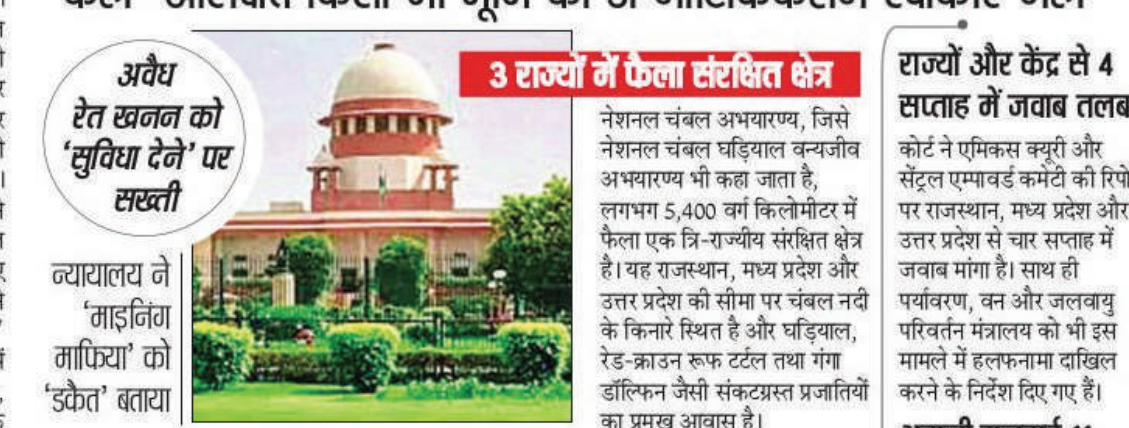 अवैध
रेत खनन को
‘सुविधा देने’ पर
सख्ती
न्यायालय ने
‘माइनिंग
माफिया’ को
‘डकैत’ बताया
3 राज्यों में फैला संरक्षित क्षेत्र
नेशनल चंबल अभयारण्य, जिसे
नेशनल चंबल घड़ियाल वन्यजीव
अभयारण्य भी कहा जाता है,
लगभग 5,400 वर्ग किलोमीटर में
फैला एक त्रि-राज्यीय संरक्षित क्षेत्र
है। यह राजस्थान, मध्य प्रदेश और
उत्तर प्रदेश की सीमा पर चंबल नदी
के किनारे स्थित है और घड़ियाल,
रेड-क्राउन रूफ टर्टल तथा गंगा
डॉल्फिन जैसी संकटग्रस्त प्रजातियों
का प्रमुख आवास है।
राज्यों और केंद्र से 4
सप्ताह में जवाब तलब
कोर्ट ने एमिकस क्यूरी और
सेंट्रल एम्पावर्ड कमेटी की
पर राजस्थान, मध्य प्रदेश और
उत्तर प्रदेश से चार सप्ताह में
जवाब मांगा है। साथ ही
पर्यावरण, वन और जलवायु
परिवर्तन मंत्रालय को भी इस
मामले में हलफनामा दाखिल
करने के निर्देश दिए गए हैं।